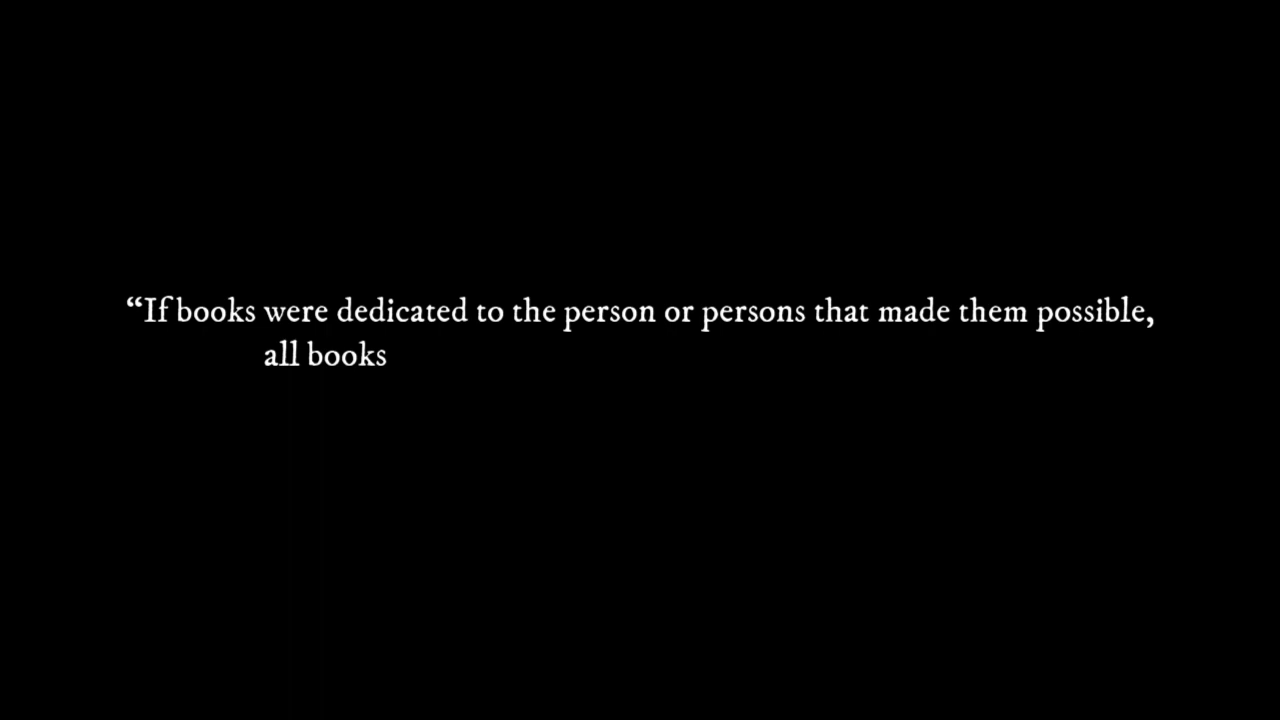 “If books were dedicated to the person or persons that made them possible,
all books